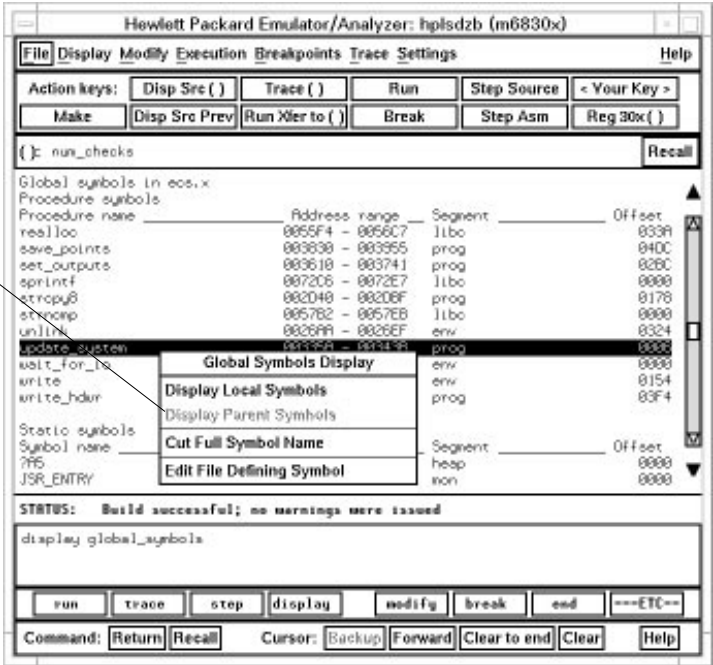 Hewlett Packard Emulator/Analyzer: hplsdzb (m6830x)
File Display Modify Execution Breakpoints Trace Settings Help
Action keys: Disp Src ( ) Trace ( ) Run Step Source < Your Key >
Make Disp Src Prev Run Xfer to ( ) Break Step Asm Reg 30x ( )
( ): num_checks Recall
Global symbols in ecs.x
Procedure symbols
Procedure name Address range Segment Offset
realloc 0055F4 - 0056C7 libc 033A
save_points 003830 - 003955 prog 04DC
set_outputs 003610 - 003741 prog 02BC
sprintf 0072C6 - 0072E7 libc 0000
strcpy8 002D40 - 002DBF prog 0178
strncmp 0057B2 - 0057EB libc 0000
unlink 0026AA - 0026EF env 0324
update_system prog
wait_for_io env 0000
write env 0154
write_hdwr prog 03F4
Global Symbols Display
Display Local Symbols
Display Parent Symbols
Cut Full Symbol Name
Edit File Defining Symbol
Static symbols
Symbol name Segment Offset
?A5 heap 0000
JSR_ENTRY mon 0000
STATUS: Build successful; no warnings were issued
display global_symbols
run trace step display modify break end ---ETC--
Command: Return Recall Cursor: Backup Forward Clear to end Clear Help